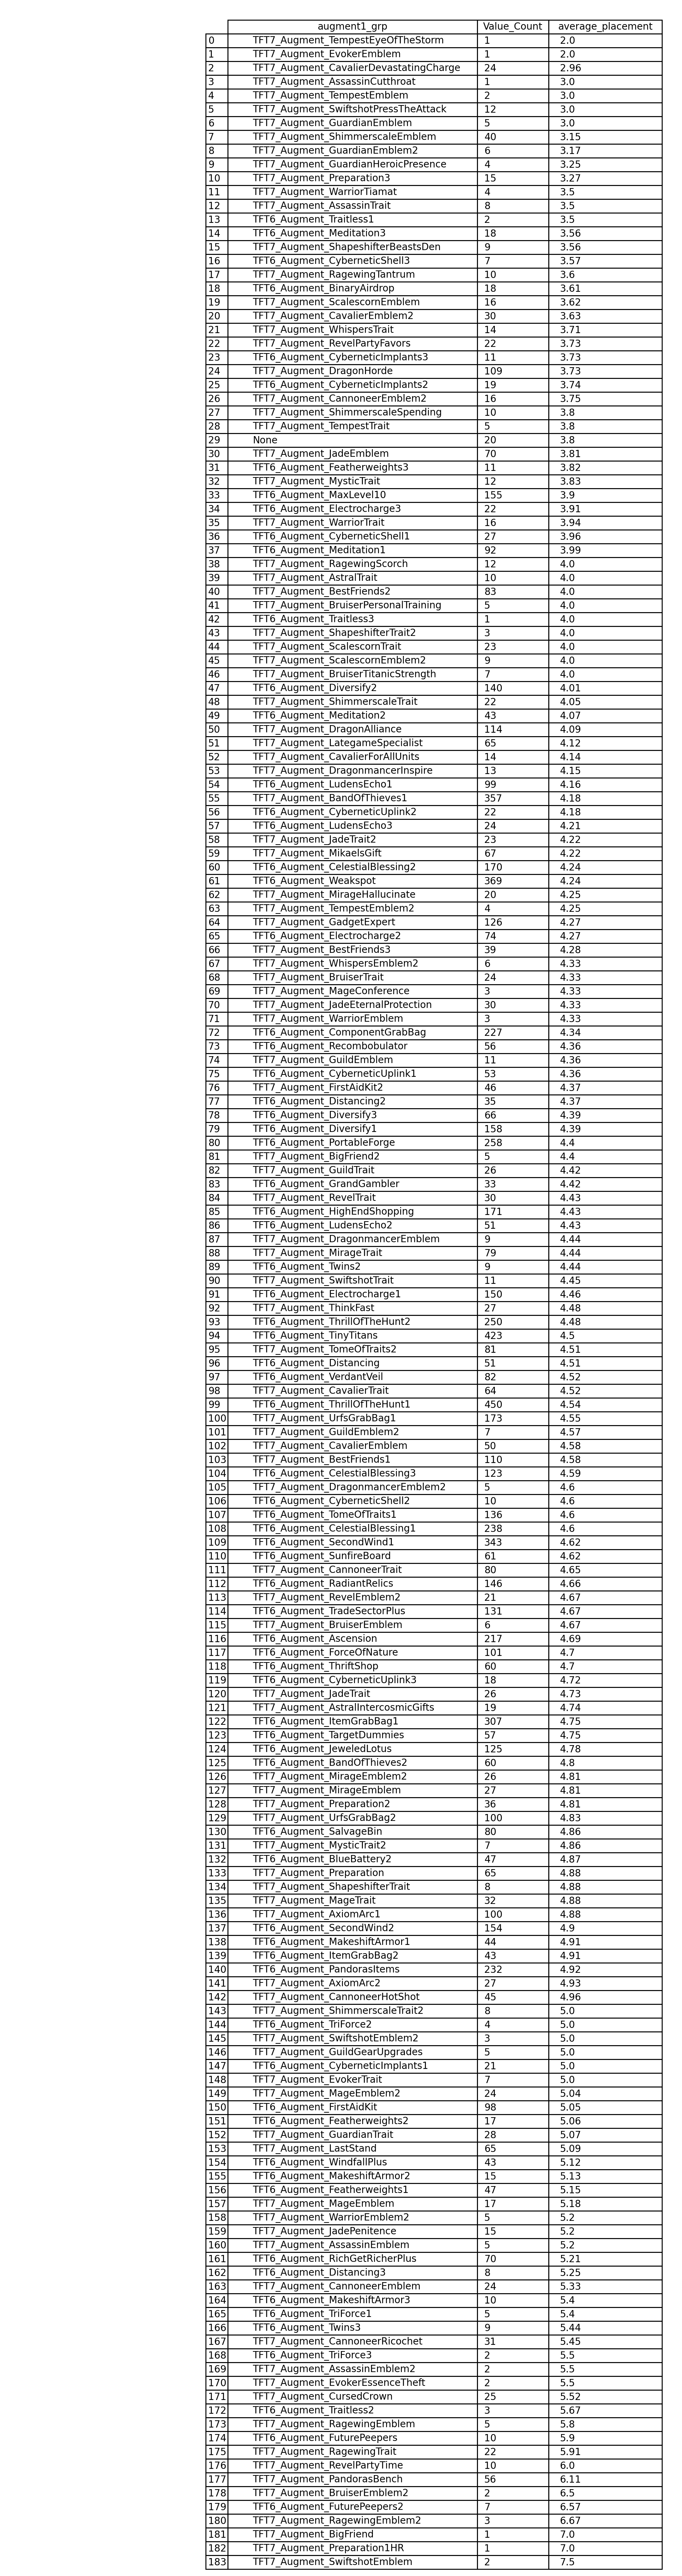 augment1_grp Value_Count average_placement
0 TFT7_Augment_TempestEyeOfTheStorm 1 2.0
1 TFT7_Augment_EvokerEmblem 1 2.0
2 TFT7_Augment_CavalierDevastatingCharge 24 2.96
3 TFT7_Augment_AssassinCutthroat 1 3.0
4 TFT7_Augment_TempestEmblem 2 3.0
5 TFT7_Augment_SwiftshotPressTheAttack 12 3.0
6 TFT7_Augment_GuardianEmblem 5 3.0
7 TFT7_Augment_ShimmerscaleEmblem 40 3.15
8 TFT7_Augment_GuardianEmblem2 6 3.17
9 TFT7_Augment_GuardianHeroicPresence 4 3.25
10 TFT7_Augment_Preparation3 15 3.27
11 TFT7_Augment_WarriorTiamat 4 3.5
12 TFT7_Augment_AssassinTrait 8 3.5
13 TFT6_Augment_Traitless1 2 3.5
14 TFT6_Augment_Meditation3 18 3.56
15 TFT7_Augment_ShapeshifterBeastsDen 9 3.56
16 TFT6_Augment_CyberneticShell3 7 3.57
17 TFT7_Augment_RagewingTantrum 10 3.6
18 TFT6_Augment_BinaryAirdrop 18 3.61
19 TFT7_Augment_ScalescornEmblem 16 3.62
20 TFT7_Augment_CavalierEmblem2 30 3.63
21 TFT7_Augment_WhispersTrait 14 3.71
22 TFT7_Augment_RevelPartyFavors 22 3.73
23 TFT6_Augment_CyberneticImplants3 11 3.73
24 TFT7_Augment_DragonHorde 109 3.73
25 TFT6_Augment_CyberneticImplants2 19 3.74
26 TFT7_Augment_CannoneerEmblem2 16 3.75
27 TFT7_Augment_ShimmerscaleSpending 10 3.8
28 TFT7_Augment_TempestTrait 5 3.8
29 None 20 3.8
30 TFT7_Augment_JadeEmblem 70 3.81
31 TFT6_Augment_Featherweights3 11 3.82
32 TFT7_Augment_MysticTrait 12 3.83
33 TFT6_Augment_MaxLevel10 155 3.9
34 TFT6_Augment_Electrocharge3 22 3.91
35 TFT7_Augment_WarriorTrait 16 3.94
36 TFT6_Augment_CyberneticShell1 27 3.96
37 TFT6_Augment_Meditation1 92 3.99
38 TFT7_Augment_RagewingScorch 12 4.0
39 TFT7_Augment_AstralTrait 10 4.0
40 TFT7_Augment_BestFriends2 83 4.0
41 TFT7_Augment_BruiserPersonalTraining 5 4.0
42 TFT6_Augment_Traitless3 1 4.0
43 TFT7_Augment_ShapeshifterTrait2 3 4.0
44 TFT7_Augment_ScalescornTrait 23 4.0
45 TFT7_Augment_ScalescornEmblem2 9 4.0
46 TFT7_Augment_BruiserTitanicStrength 7 4.0
47 TFT6_Augment_Diversify2 140 4.01
48 TFT7_Augment_ShimmerscaleTrait 22 4.05
49 TFT6_Augment_Meditation2 43 4.07
50 TFT7_Augment_DragonAlliance 114 4.09
51 TFT7_Augment_LategameSpecialist 65 4.12
52 TFT7_Augment_CavalierForAllUnits 14 4.14
53 TFT7_Augment_DragonmancerInspire 13 4.15
54 TFT6_Augment_LudensEcho1 99 4.16
55 TFT7_Augment_BandOfThieves1 357 4.18
56 TFT6_Augment_CyberneticUplink2 22 4.18
57 TFT6_Augment_LudensEcho3 24 4.21
58 TFT7_Augment_JadeTrait2 23 4.22
59 TFT7_Augment_MikaelsGift 67 4.22
60 TFT6_Augment_CelestialBlessing2 170 4.24
61 TFT6_Augment_Weakspot 369 4.24
62 TFT7_Augment_MirageHallucinate 20 4.25
63 TFT7_Augment_TempestEmblem2 4 4.25
64 TFT7_Augment_GadgetExpert 126 4.27
65 TFT6_Augment_Electrocharge2 74 4.27
66 TFT7_Augment_BestFriends3 39 4.28
67 TFT7_Augment_WhispersEmblem2 6 4.33
68 TFT7_Augment_BruiserTrait 24 4.33
69 TFT7_Augment_MageConference 3 4.33
70 TFT7_Augment_JadeEternalProtection 30 4.33
71 TFT7_Augment_WarriorEmblem 3 4.33
72 TFT6_Augment_ComponentGrabBag 227 4.34
73 TFT6_Augment_Recombobulator 56 4.36
74 TFT7_Augment_GuildEmblem 11 4.36
75 TFT6_Augment_CyberneticUplink1 53 4.36
76 TFT7_Augment_FirstAidKit2 46 4.37
77 TFT6_Augment_Distancing2 35 4.37
78 TFT6_Augment_Diversify3 66 4.39
79 TFT6_Augment_Diversify1 158 4.39
80 TFT6_Augment_PortableForge 258 4.4
81 TFT7_Augment_BigFriend2 5 4.4
82 TFT7_Augment_GuildTrait 26 4.42
83 TFT6_Augment_GrandGambler 33 4.42
84 TFT7_Augment_RevelTrait 30 4.43
85 TFT6_Augment_HighEndShopping 171 4.43
86 TFT6_Augment_LudensEcho2 51 4.43
87 TFT7_Augment_DragonmancerEmblem 9 4.44
88 TFT7_Augment_MirageTrait 79 4.44
89 TFT6_Augment_Twins2 9 4.44
90 TFT7_Augment_SwiftshotTrait 11 4.45
91 TFT6_Augment_Electrocharge1 150 4.46
92 TFT7_Augment_ThinkFast 27 4.48
93 TFT6_Augment_ThrillOfTheHunt2 250 4.48
94 TFT6_Augment_TinyTitans 423 4.5
95 TFT7_Augment_TomeOfTraits2 81 4.51
96 TFT6_Augment_Distancing 51 4.51
97 TFT6_Augment_VerdantVeil 82 4.52
98 TFT7_Augment_CavalierTrait 64 4.52
99 TFT6_Augment_ThrillOfTheHunt1 450 4.54
100 TFT7_Augment_UrfsGrabBag1 173 4.55
101 TFT7_Augment_GuildEmblem2 7 4.57
102 TFT7_Augment_CavalierEmblem 50 4.58
103 TFT7_Augment_BestFriends1 110 4.58
104 TFT6_Augment_CelestialBlessing3 123 4.59
105 TFT7_Augment_DragonmancerEmblem2 5 4.6
106 TFT6_Augment_CyberneticShell2 10 4.6
107 TFT6_Augment_TomeOfTraits1 136 4.6
108 TFT6_Augment_CelestialBlessing1 238 4.6
109 TFT6_Augment_SecondWind1 343 4.62
110 TFT6_Augment_SunfireBoard 61 4.62
111 TFT7_Augment_CannoneerTrait 80 4.65
112 TFT6_Augment_RadiantRelics 146 4.66
113 TFT7_Augment_RevelEmblem2 21 4.67
114 TFT6_Augment_TradeSectorPlus 131 4.67
115 TFT7_Augment_BruiserEmblem 6 4.67
116 TFT6_Augment_Ascension 217 4.69
117 TFT6_Augment_ForceOfNature 101 4.7
118 TFT6_Augment_ThriftShop 60 4.7
119 TFT6_Augment_CyberneticUplink3 18 4.72
120 TFT7_Augment_JadeTrait 26 4.73
121 TFT7_Augment_AstralIntercosmicGifts 19 4.74
122 TFT6_Augment_ItemGrabBag1 307 4.75
123 TFT6_Augment_TargetDummies 57 4.75
124 TFT6_Augment_JeweledLotus 125 4.78
125 TFT6_Augment_BandOfThieves2 60 4.8
126 TFT7_Augment_MirageEmblem2 26 4.81
127 TFT7_Augment_MirageEmblem 27 4.81
128 TFT7_Augment_Preparation2 36 4.81
129 TFT7_Augment_UrfsGrabBag2 100 4.83
130 TFT6_Augment_SalvageBin 80 4.86
131 TFT7_Augment_MysticTrait2 7 4.86
132 TFT6_Augment_BlueBattery2 47 4.87
133 TFT7_Augment_Preparation 65 4.88
134 TFT7_Augment_ShapeshifterTrait 8 4.88
135 TFT7_Augment_MageTrait 32 4.88
136 TFT7_Augment_AxiomArc1 100 4.88
137 TFT6_Augment_SecondWind2 154 4.9
138 TFT6_Augment_MakeshiftArmor1 44 4.91
139 TFT6_Augment_ItemGrabBag2 43 4.91
140 TFT6_Augment_PandorasItems 232 4.92
141 TFT7_Augment_AxiomArc2 27 4.93
142 TFT7_Augment_CannoneerHotShot 45 4.96
143 TFT7_Augment_ShimmerscaleTrait2 8 5.0
144 TFT6_Augment_TriForce2 4 5.0
145 TFT7_Augment_SwiftshotEmblem2 3 5.0
146 TFT7_Augment_GuildGearUpgrades 5 5.0
147 TFT6_Augment_CyberneticImplants1 21 5.0
148 TFT7_Augment_EvokerTrait 7 5.0
149 TFT7_Augment_MageEmblem2 24 5.04
150 TFT6_Augment_FirstAidKit 98 5.05
151 TFT6_Augment_Featherweights2 17 5.06
152 TFT7_Augment_GuardianTrait 28 5.07
153 TFT7_Augment_LastStand 65 5.09
154 TFT6_Augment_WindfallPlus 43 5.12
155 TFT6_Augment_MakeshiftArmor2 15 5.13
156 TFT6_Augment_Featherweights1 47 5.15
157 TFT7_Augment_MageEmblem 17 5.18
158 TFT7_Augment_WarriorEmblem2 5 5.2
159 TFT7_Augment_JadePenitence 15 5.2
160 TFT7_Augment_AssassinEmblem 5 5.2
161 TFT6_Augment_RichGetRicherPlus 70 5.21
162 TFT6_Augment_Distancing3 8 5.25
163 TFT7_Augment_CannoneerEmblem 24 5.33
164 TFT6_Augment_MakeshiftArmor3 10 5.4
165 TFT6_Augment_TriForce1 5 5.4
166 TFT6_Augment_Twins3 9 5.44
167 TFT7_Augment_CannoneerRicochet 31 5.45
168 TFT6_Augment_TriForce3 2 5.5
169 TFT7_Augment_AssassinEmblem2 2 5.5
170 TFT7_Augment_EvokerEssenceTheft 2 5.5
171 TFT7_Augment_CursedCrown 25 5.52
172 TFT6_Augment_Traitless2 3 5.67
173 TFT7_Augment_RagewingEmblem 5 5.8
174 TFT6_Augment_FuturePeepers 10 5.9
175 TFT7_Augment_RagewingTrait 22 5.91
176 TFT7_Augment_RevelPartyTime 10 6.0
177 TFT7_Augment_PandorasBench 56 6.11
178 TFT7_Augment_BruiserEmblem2 2 6.5
179 TFT6_Augment_FuturePeepers2 7 6.57
180 TFT7_Augment_RagewingEmblem2 3 6.67
181 TFT7_Augment_BigFriend 1 7.0
182 TFT7_Augment_Preparation1HR 1 7.0
183 TFT7_Augment_SwiftshotEmblem 2 7.5